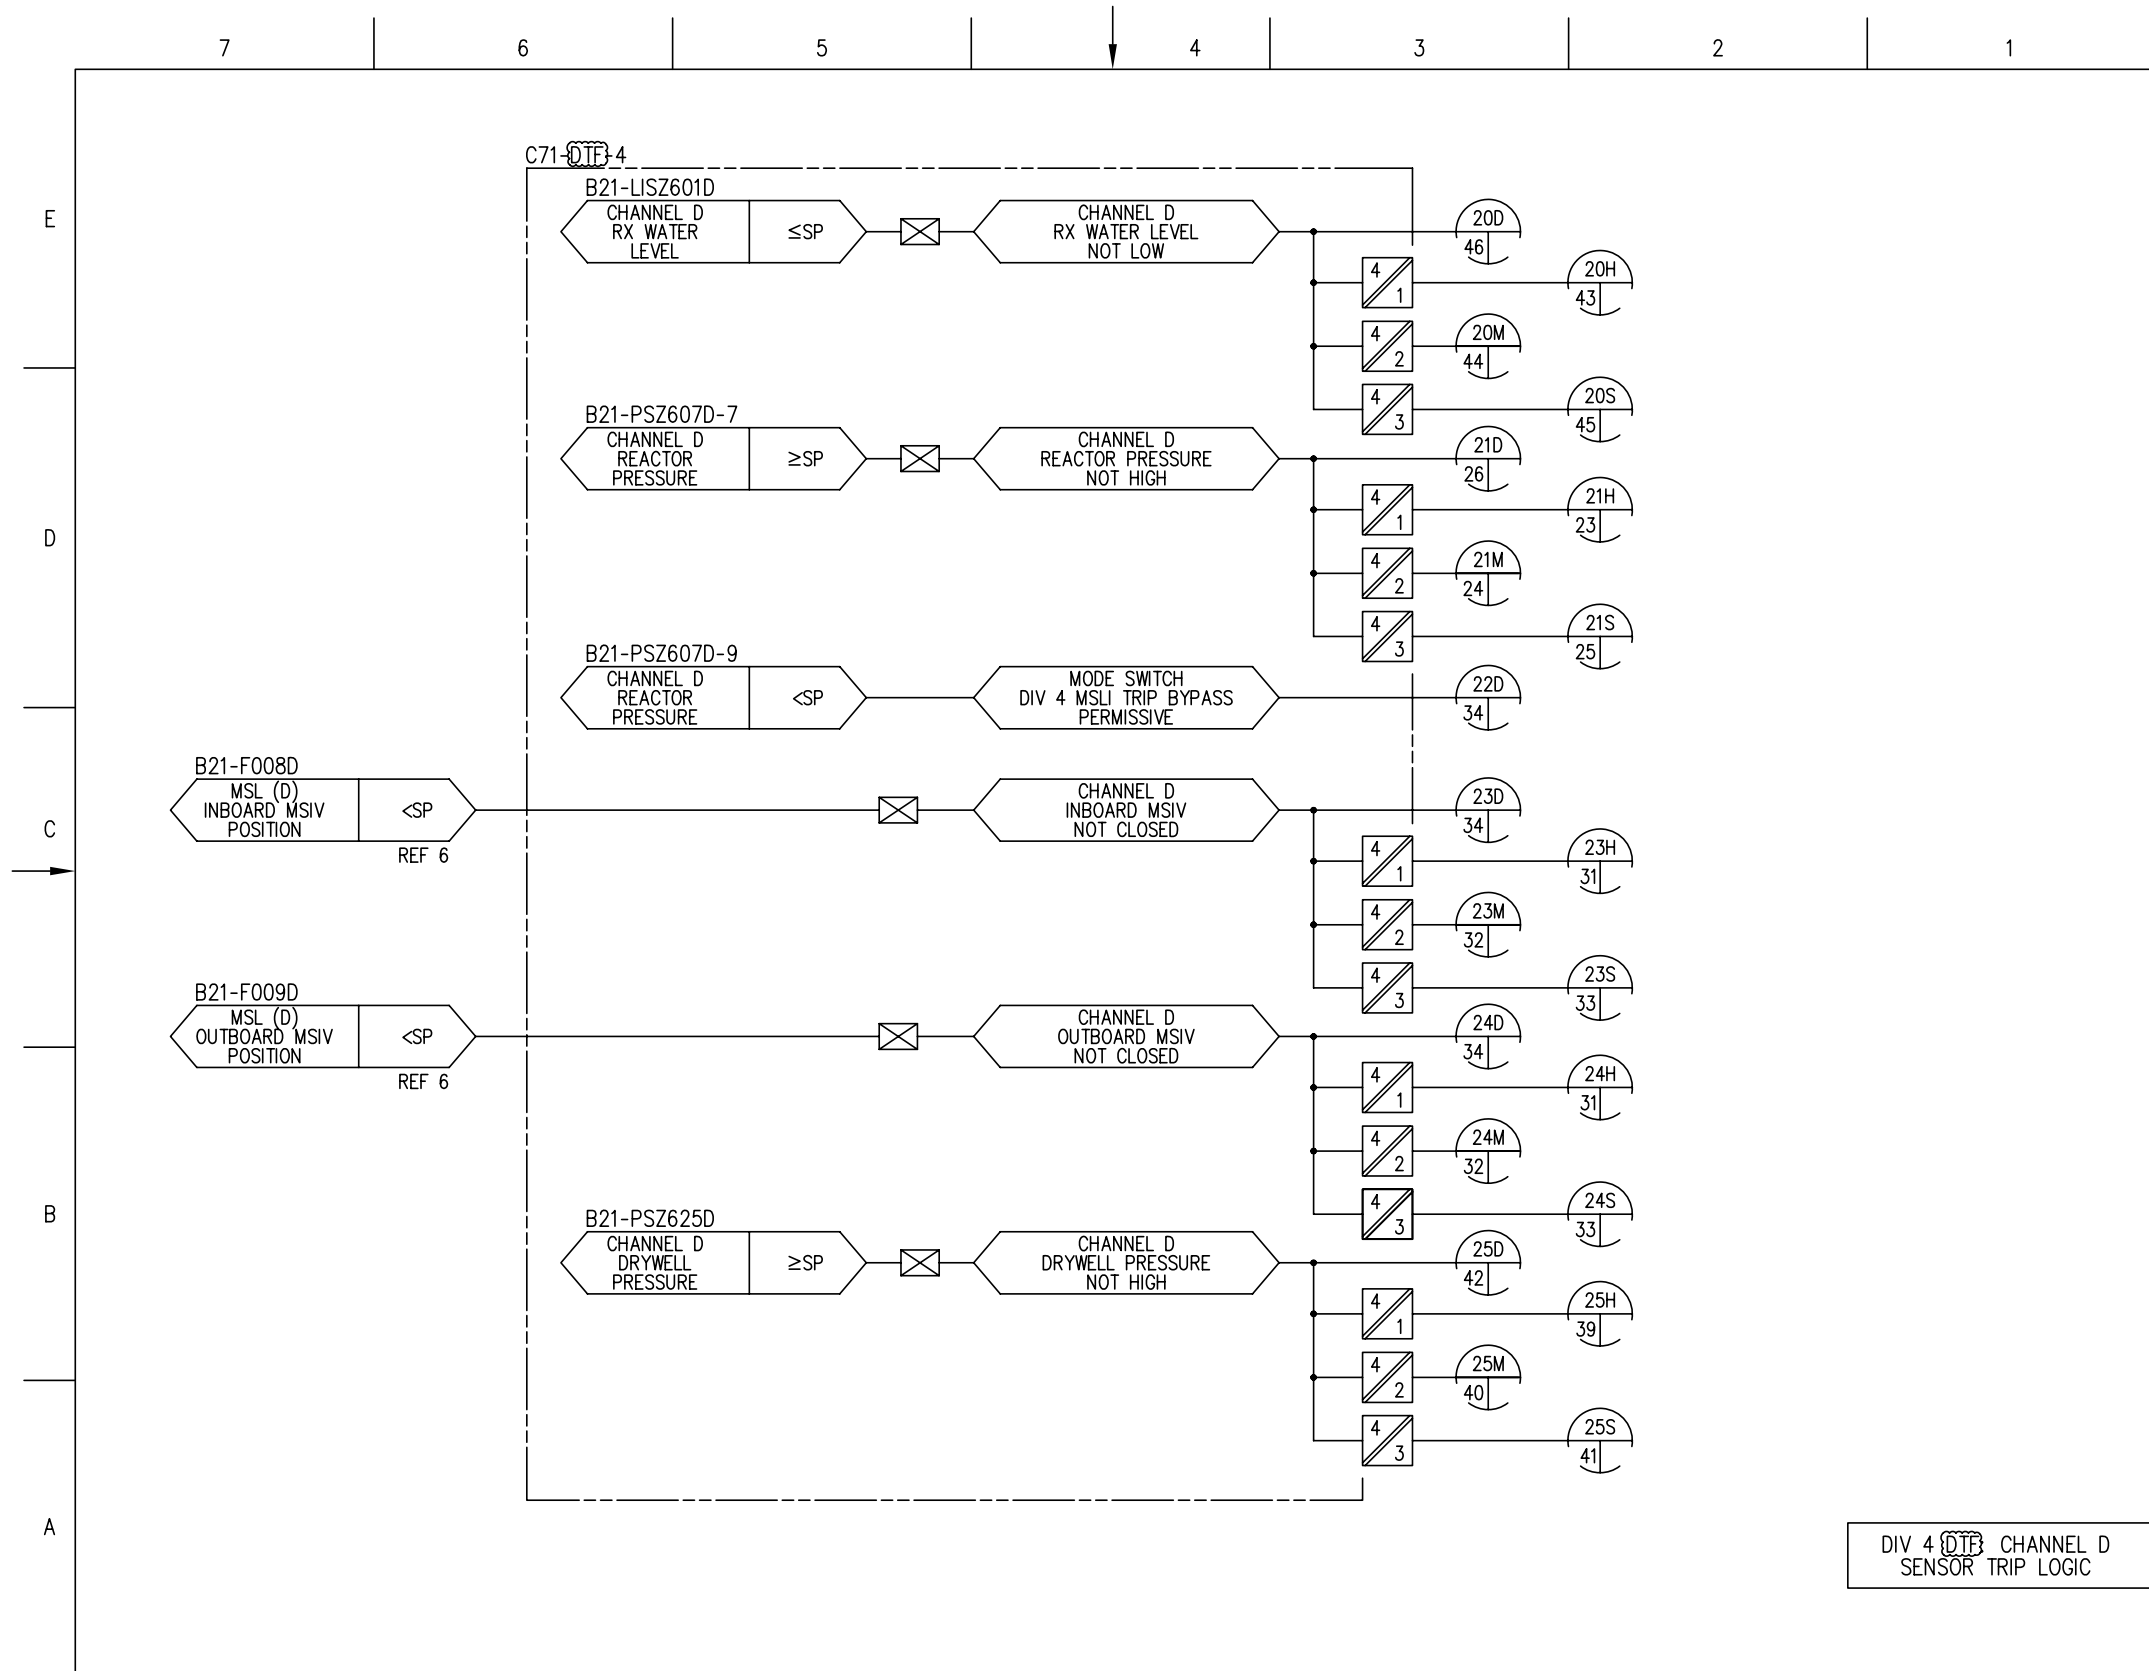 7 6 5 4 3 2 1
C71-DTF-4
E
B21-LISZ601D
CHANNEL D
RX WATER
LEVEL
≤SP
CHANNEL D
RX WATER LEVEL
NOT LOW
20D
46
4
1
20H
43
4
2
20M
44
4
3
20S
45
D
B21-PSZ607D-7
CHANNEL D
REACTOR
PRESSURE
≥SP
CHANNEL D
REACTOR PRESSURE
NOT HIGH
21D
26
4
1
21H
23
4
2
21M
24
4
3
21S
25
B21-PSZ607D-9
CHANNEL D
REACTOR
PRESSURE
<SP
MODE SWITCH
DIV 4 MSLI TRIP BYPASS
PERMISSIVE
22D
34
C
B21-F008D
MSL (D)
INBOARD MSIV
POSITION
<SP
REF 6
CHANNEL D
INBOARD MSIV
NOT CLOSED
23D
34
4
1
23H
31
4
2
23M
32
4
3
23S
33
B21-F009D
MSL (D)
OUTBOARD MSIV
POSITION
<SP
REF 6
CHANNEL D
OUTBOARD MSIV
NOT CLOSED
24D
34
4
1
24H
31
4
2
24M
32
4
3
24S
33
B
B21-PSZ625D
CHANNEL D
DRYWELL
PRESSURE
≥SP
CHANNEL D
DRYWELL PRESSURE
NOT HIGH
25D
42
4
1
25H
39
4
2
25M
40
4
3
25S
41
A
DIV 4 DTF CHANNEL D
SENSOR TRIP LOGIC